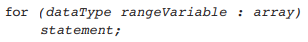 for (dataType rangeVariable : array)
statement;